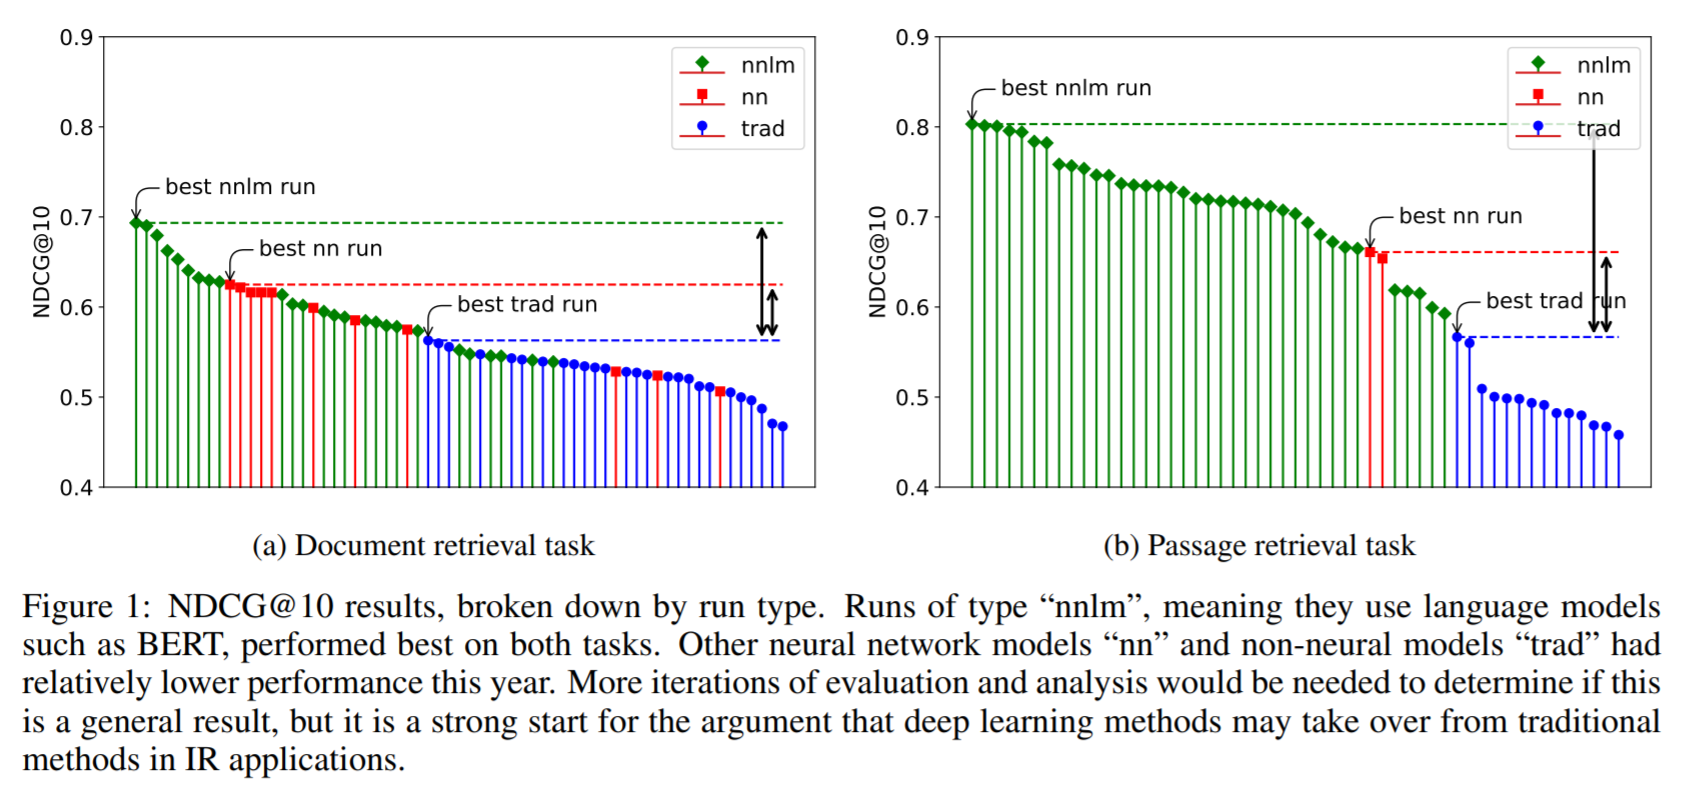 0.9
0.8
0.7
0.6
0.5
0.4
NDCG@10
nnlm
nn
trad
best nnlm run
best nn run
best trad run
(a) Document retrieval task
0.9
0.8
0.7
0.6
0.5
0.4
NDCG@10
nnlm
nn
trad
best nnlm run
best nn run
best trad run
(b) Passage retrieval task
Figure 1: NDCG@10 results, broken down by run type. Runs of type “nnlm”, meaning they use language models
such as BERT, performed best on both tasks. Other neural network models “nn” and non-neural models “trad” had
relatively lower performance this year. More iterations of evaluation and analysis would be needed to determine if this
is a general result, but it is a strong start for the argument that deep learning methods may take over from traditional
methods in IR applications.